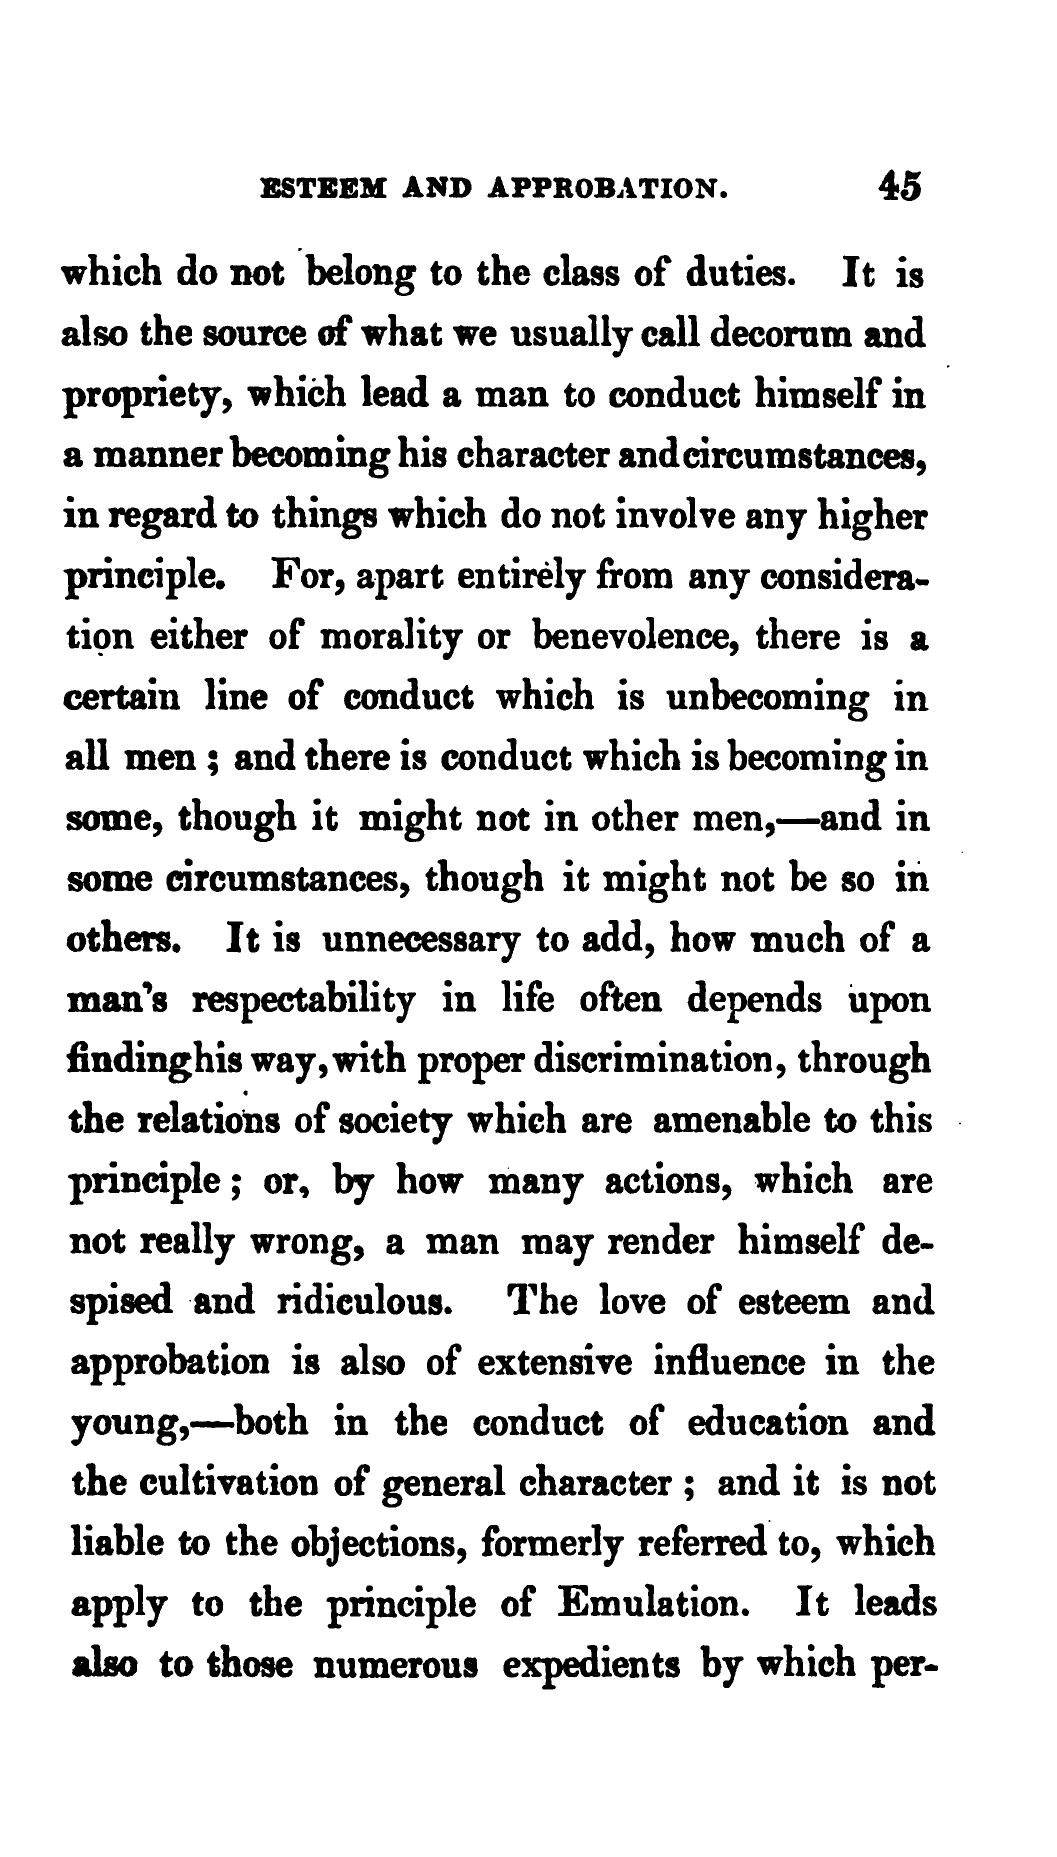 ESTEEM AND APPROBATION. 45
which do not belong to the class of duties. It is
also the source of what we usually call decorum and
propriety, which lead a man to conduct himself in
a manner becoming his character and circumstances,
in regard to things which do not involve any higher
principle. For, apart entirely from any considera-
tion either of morality or benevolence, there is a
certain line of conduct which is unbecoming in
all men ; and there is conduct which is becoming in
some, though it might not in other men,—and in
some circumstances, though it might not be so in
others. It is unnecessary to add, how much of a
man's respectability in life often depends upon
finding his way, with proper discrimination, through
the relations of society which are amenable to this
principle ; or, by how many actions, which are
not really wrong, a man may render himself de-
spised and ridiculous. The love of esteem and
approbation is also of extensive influence in the
young,—both in the conduct of education and
the cultivation of general character ; and it is not
liable to the objections, formerly referred to, which
apply to the principle of Emulation. It leads
also to those numerous expedients by which per-